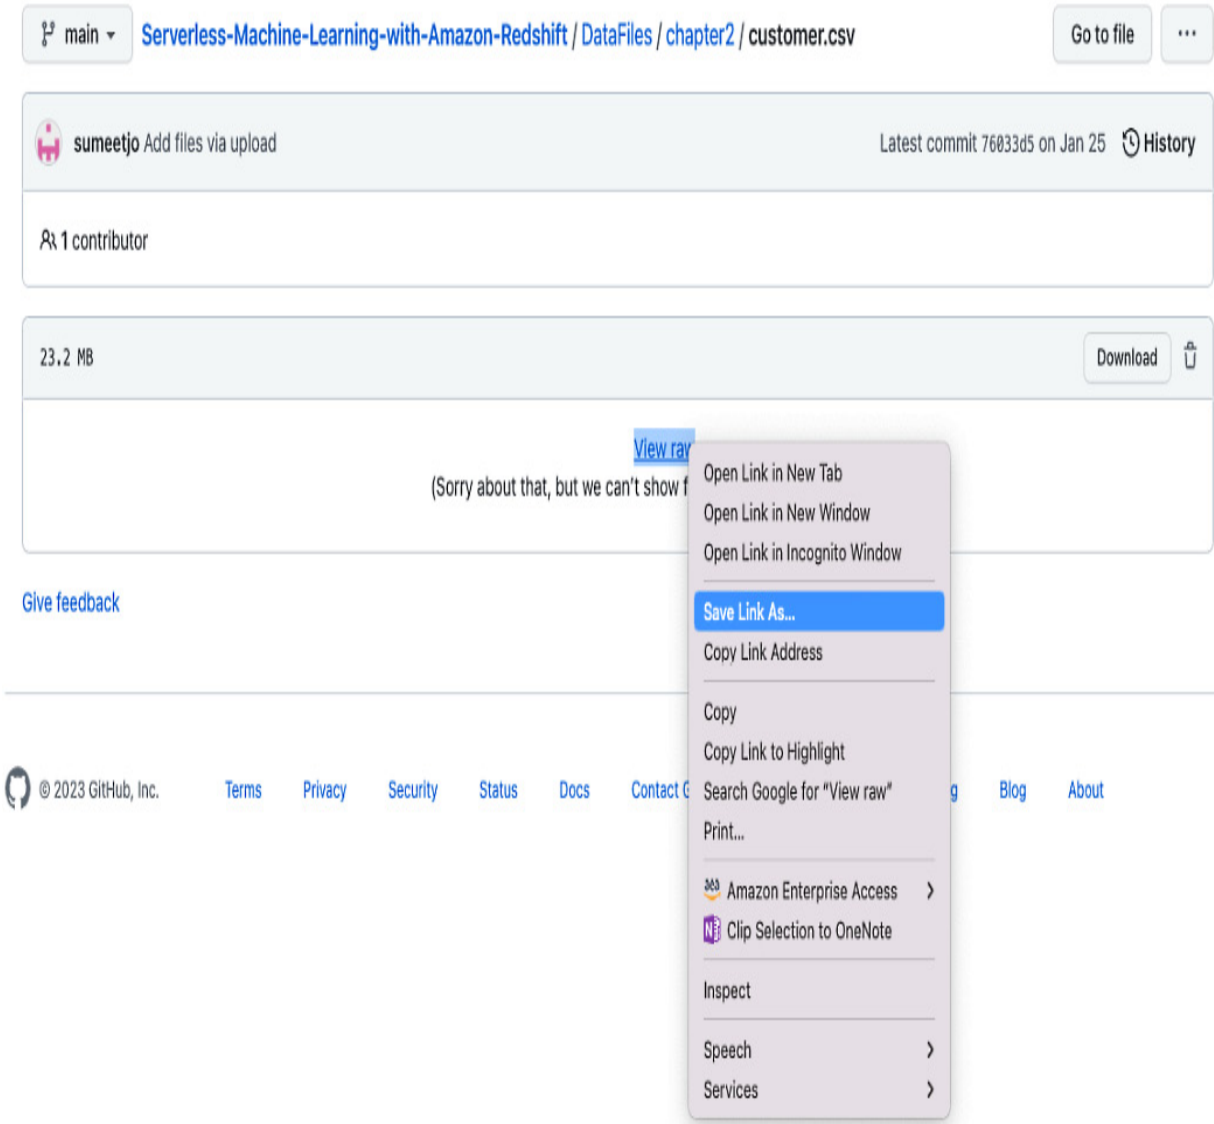 main Serverless-Machine-Learning-with-Amazon-Redshift / DataFiles / chapter2 / customer.csv Go to file ...
sumeetjo Add files via upload Latest commit 76033d5 on Jan 25 History
1 contributor
23.2 MB Download
View raw
(Sorry about that, but we can't show
Give feedback
© 2023 GitHub, Inc. Terms Privacy Security Status Docs Contact Blog About
Open Link in New Tab
Open Link in New Window
Open Link in Incognito Window
Save Link As...
Copy Link Address
Copy
Copy Link to Highlight
Search Google for "View raw"
Print...
Amazon Enterprise Access
Clip Selection to OneNote
Inspect
Speech
Services